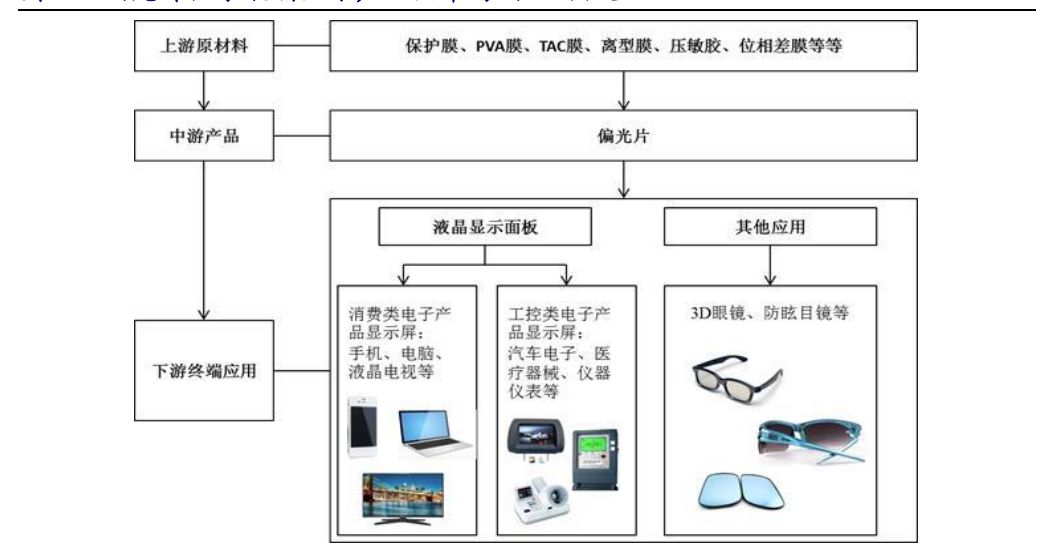 上游原材料
保护膜、PVA膜、TAC膜、离型膜、压敏胶、位相差膜等等
中游产品
偏光片
下游终端应用
液晶显示面板
其他应用
消费类电子产
品显示屏：
手机、电脑、
液晶电视等
工控类电子产
品显示屏：
汽车电子、医
疗器械、仪器
仪表等
3D眼镜、防眩目镜等